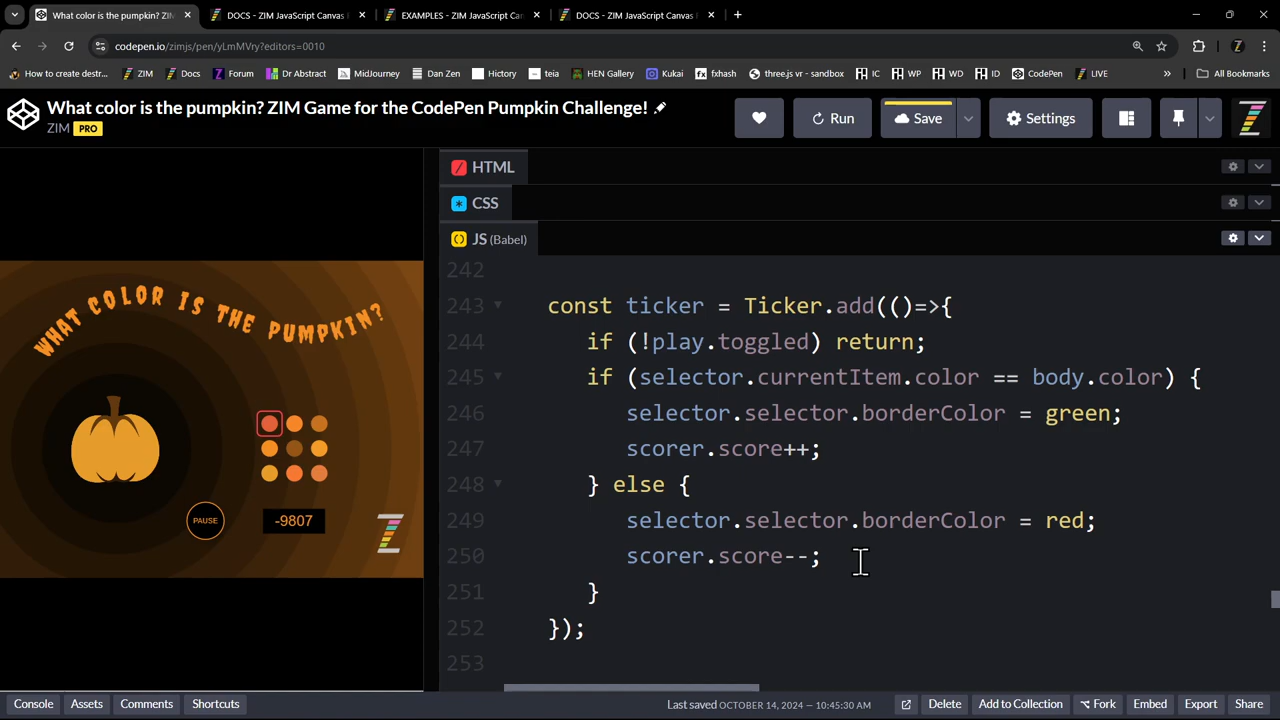 What color is the pumpkin? ZIM
DOCS - ZIM JavaScript Canvas
EXAMPLES - ZIM JavaScript Can
DOCS - ZIM JavaScript Canvas
codepen.io/zimjs/pen/yLmMVry?editors=0010
How to create destr...
ZIM
Docs
Forum
Dr Abstract
MidJourney
Dan Zen
Hictory
teia
HEN Gallery
Kukai
fxhash
three.js vr - sandbox
IC
WP
WD
ID
CodePen
LIVE
»
All Bookmarks
What color is the pumpkin? ZIM Game for the CodePen Pumpkin Challenge!
ZIM PRO
Run
Save
Settings
HTML
CSS
JS (Babel)
WHAT COLOR IS THE PUMPKIN?
PAUSE
-9807
242
243 const ticker = Ticker.add(()=>{
244 if (!play.toggled) return;
245 if (selector.currentItem.color == body.color) {
246 selector.selector.borderColor = green;
247 scorer.score++;
248 } else {
249 selector.selector.borderColor = red;
250 scorer.score--;
251 }
252 });
253
Console
Assets
Comments
Shortcuts
Last saved OCTOBER 14, 2024 — 10:45:30 AM
Delete
Add to Collection
Fork
Embed
Export
Share